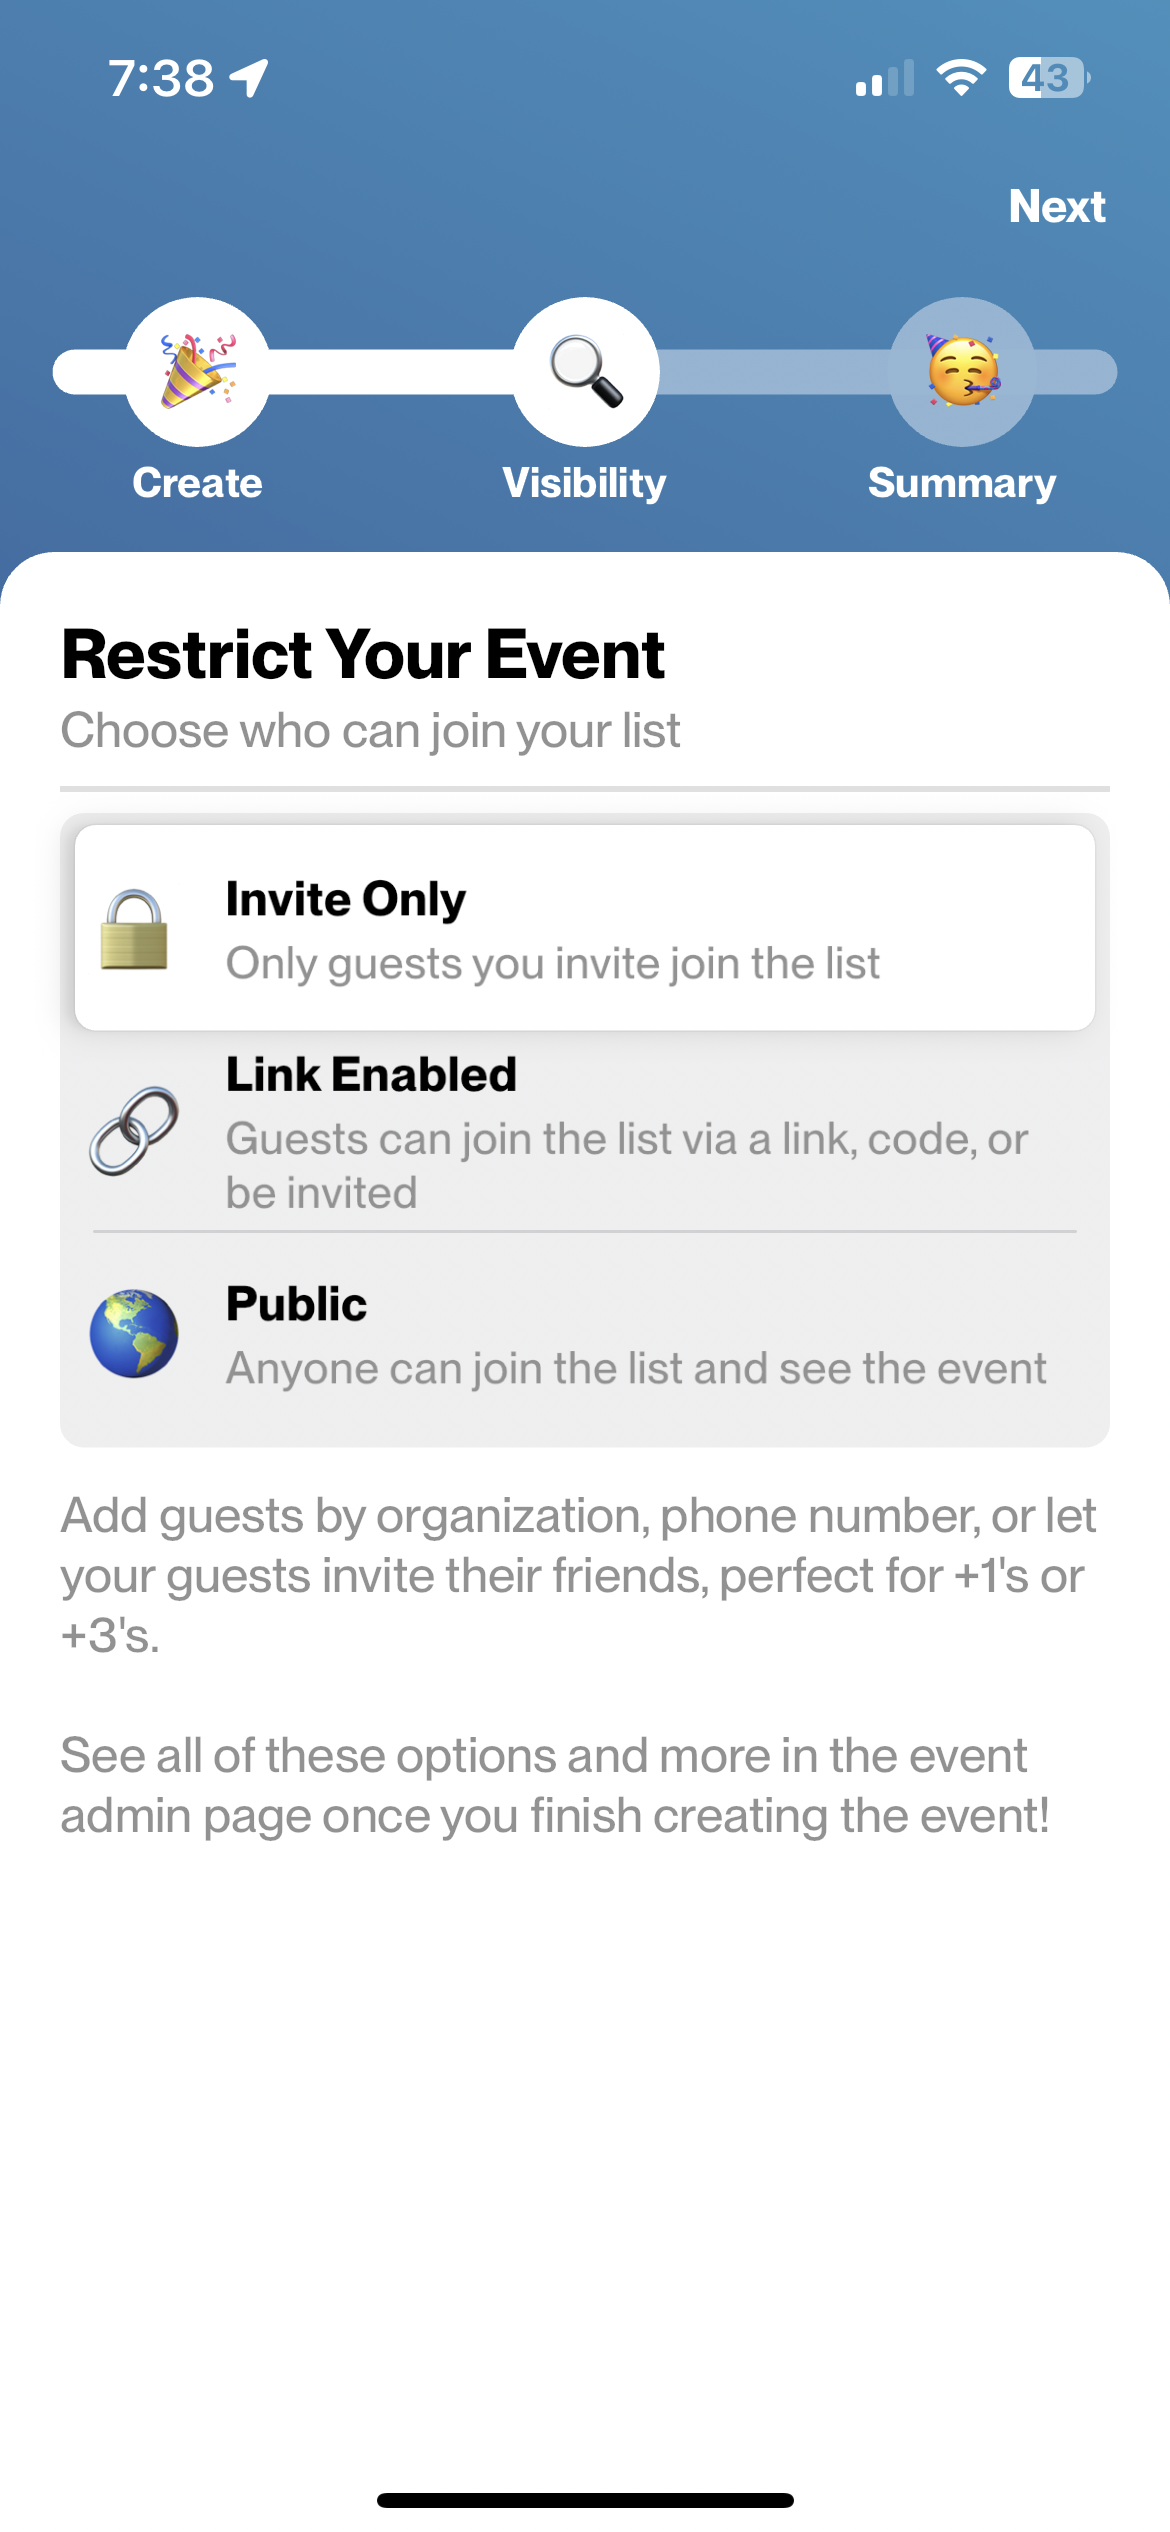 7:38
43
Next
Create
Visibility
Summary
Restrict Your Event
Choose who can join your list
Invite Only
Only guests you invite join the list
Link Enabled
Guests can join the list via a link, code, or
be invited
Public
Anyone can join the list and see the event
Add guests by organization, phone number, or let
your guests invite their friends, perfect for +1's or
+3's.
See all of these options and more in the event
admin page once you finish creating the event!